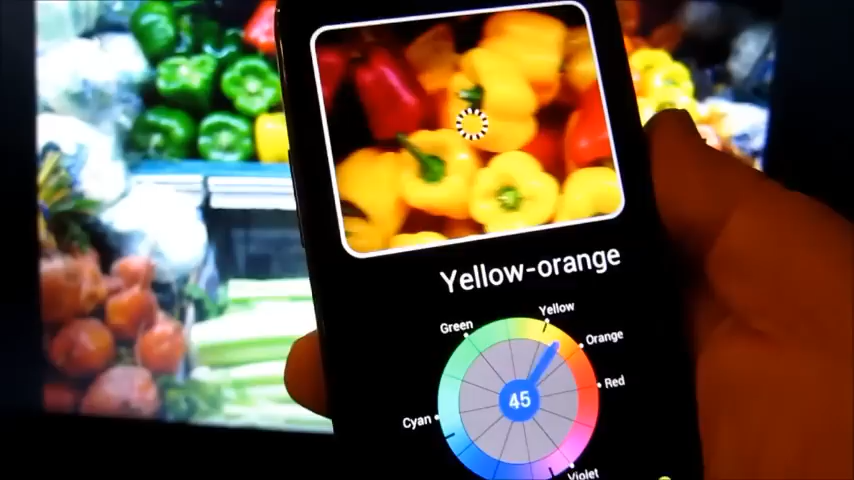 Yellow-orange
Yellow
Green
Orange
Red
45
Cyan
Violet